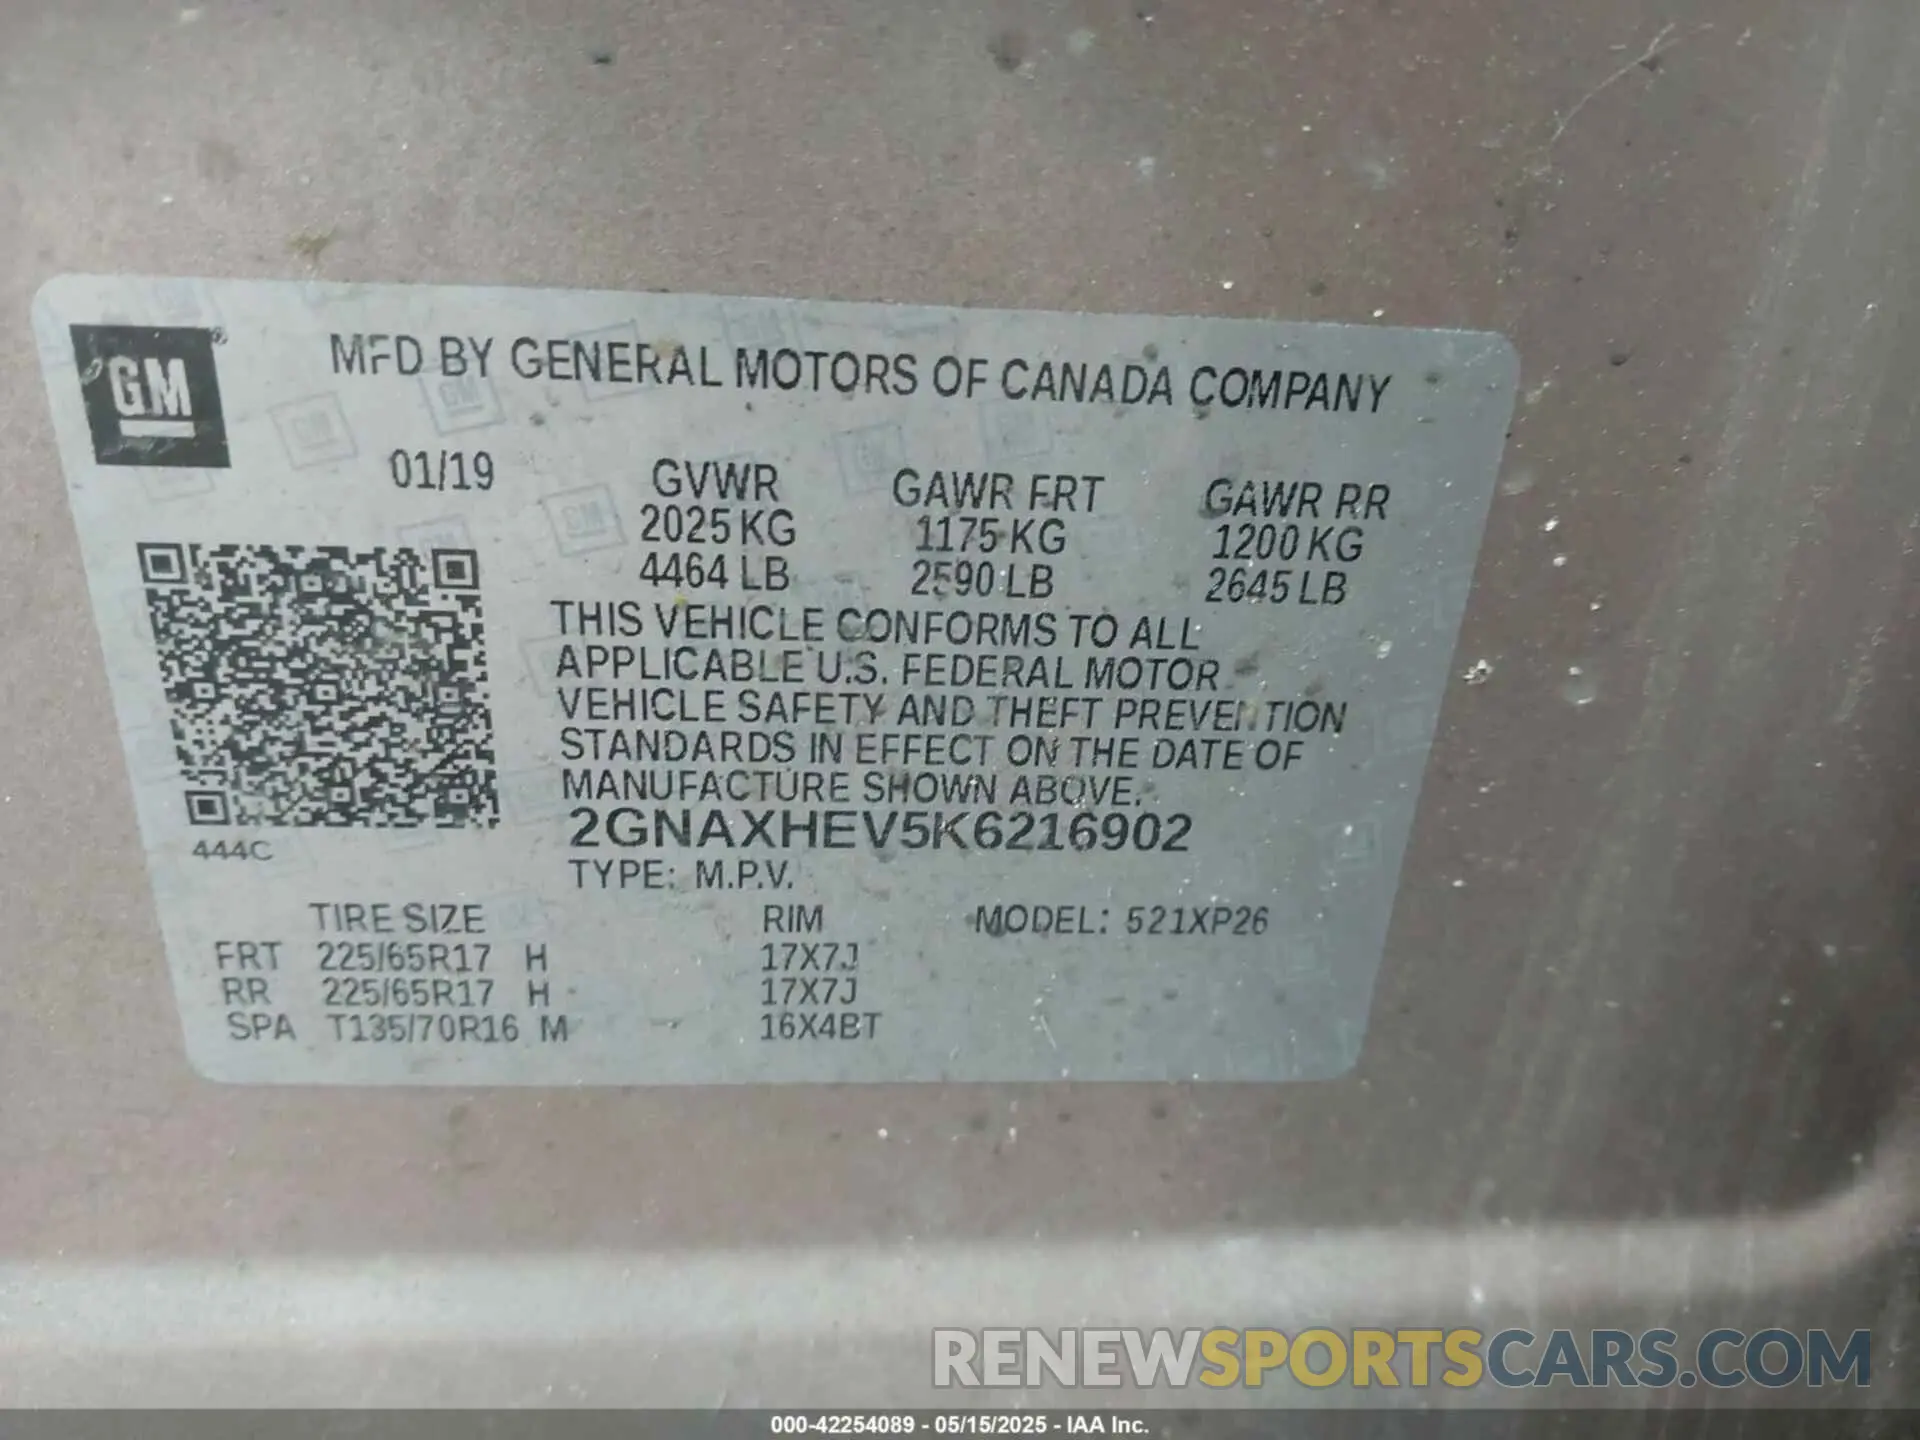 GM ®
MFD BY GENERAL MOTORS OF CANADA COMPANY
01/19 GVWR GAWR FRT GAWR RR
2025 KG 1175 KG 1200 KG
4464 LB 2590 LB 2645 LB
THIS VEHICLE CONFORMS TO ALL
APPLICABLE U.S. FEDERAL MOTOR
VEHICLE SAFETY AND THEFT PREVENTION
STANDARDS IN EFFECT ON THE DATE OF
MANUFACTURE SHOWN ABOVE.
2GNAXHEV5K6216902
444C
TYPE: M.P.V.
TIRE SIZE RIM MODEL: 521XP26
FRT 225/65R17 H 17X7J
RR 225/65R17 H 17X7J
SPA T135/70R16 M 16X4BT
RENEWSPORTSCARS.COM
000-42254089 - 05/15/2025 - IAA Inc.